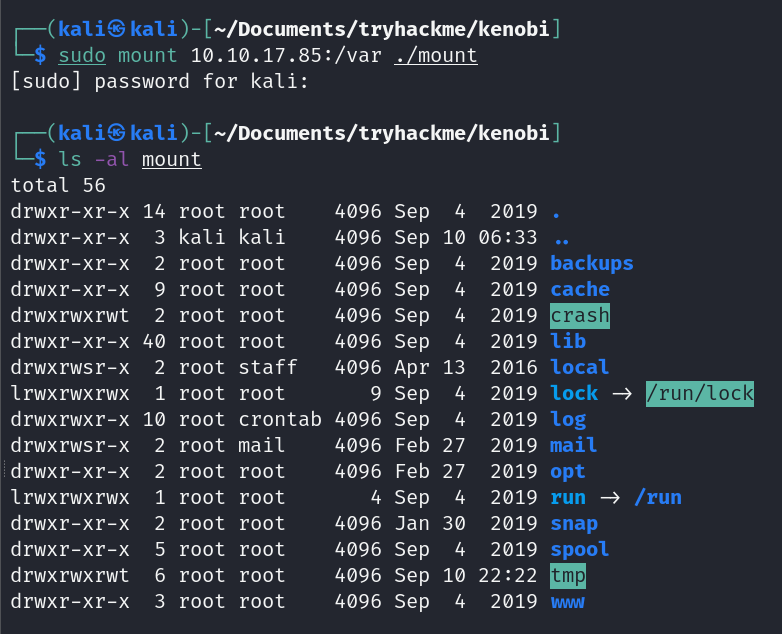 ┌──(kali㉿kali)-[~/Documents/tryhackme/kenobi]
└─$ sudo mount 10.10.17.85:/var ./mount
[sudo] password for kali:
┌──(kali㉿kali)-[~/Documents/tryhackme/kenobi]
└─$ ls -al mount
total 56
drwxr-xr-x 14 root root    4096 Sep  4  2019 .
drwxr-xr-x  3 kali kali    4096 Sep 10 06:33 ..
drwxr-xr-x  2 root root    4096 Sep  4  2019 backups
drwxr-xr-x  9 root root    4096 Sep  4  2019 cache
drwxrwxrwt  2 root root    4096 Sep  4  2019 crash
drwxr-xr-x 40 root root    4096 Sep  4  2019 lib
drwxrwsr-x  2 root staff   4096 Apr 13  2016 local
lrwxrwxrwx  1 root root       9 Sep  4  2019 lock -> /run/lock
drwxrwxr-x 10 root crontab 4096 Sep  4  2019 log
drwxrwsr-x  2 root mail    4096 Feb 27  2019 mail
drwxr-xr-x  2 root root    4096 Feb 27  2019 opt
lrwxrwxrwx  1 root root       4 Sep  4  2019 run -> /run
drwxr-xr-x  2 root root    4096 Jan 30  2019 snap
drwxr-xr-x  5 root root    4096 Sep  4  2019 spool
drwxrwxrwt  6 root root    4096 Sep 10 22:22 tmp
drwxr-xr-x  3 root root    4096 Sep  4  2019 www